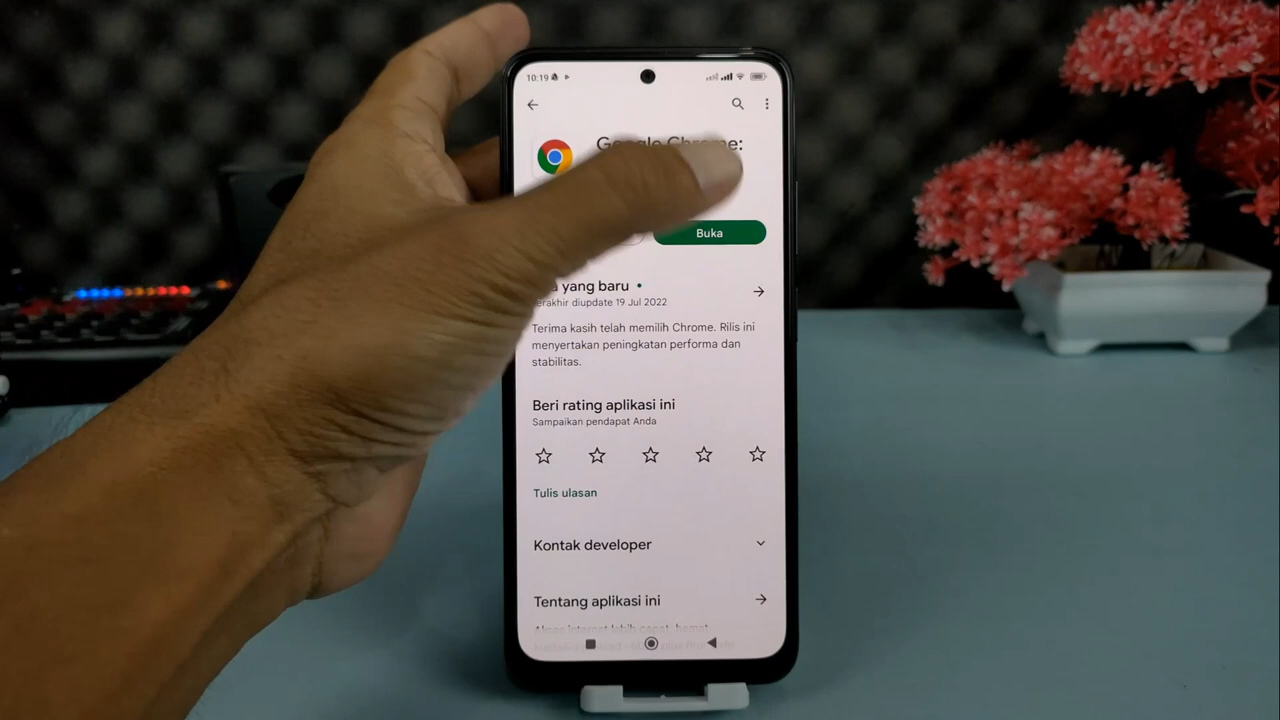 10:19
Google Chrome:
Buka
yang baru •
terakhir diupdate 19 Jul 2022
Terima kasih telah memilih Chrome. Rilis ini
menyertakan peningkatan performa dan
stabilitas.
Beri rating aplikasi ini
Sampaikan pendapat Anda
Tulis ulasan
Kontak developer
Tentang aplikasi ini